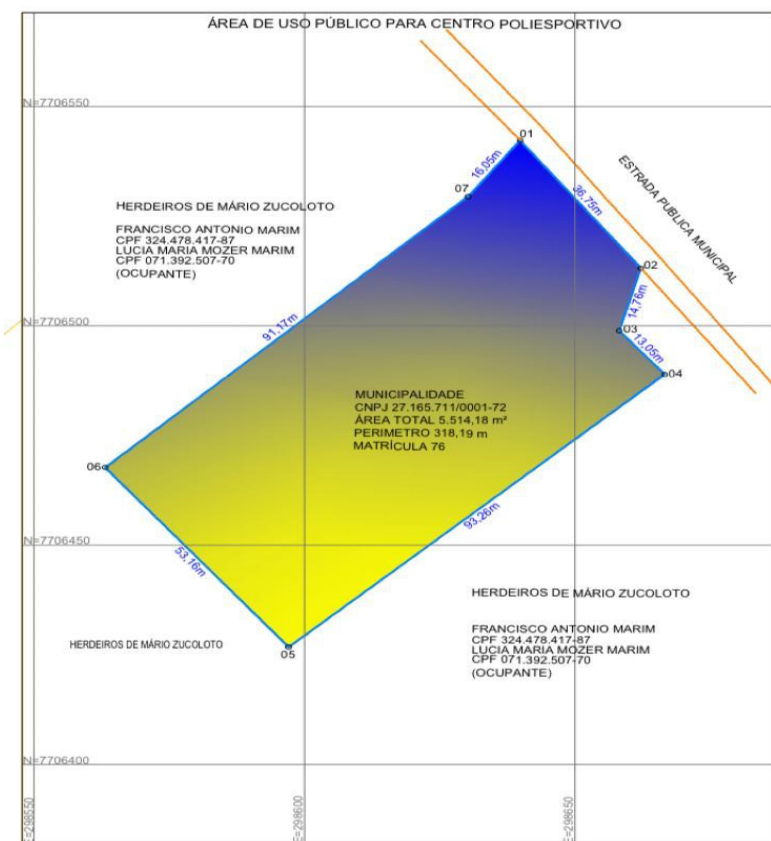 ÁREA DE USO PÚBLICO PARA CENTRO POLIESPORTIVO
N=7706550
01
16,05m
07
36,75m
ESTRADA PÚBLICA MUNICIPAL
HERDEIROS DE MÁRIO ZUCOLOTO
FRANCISCO ANTONIO MARIM
CPF 324.478.417-87
LUCIA MARIA MOZER MARIM
CPF 071.392.507-70
(OCUPANTE)
02
14,76m
N=7706500
03
13,05m
91,17m
04
MUNICIPALIDADE
CNPJ 27.165.711/0001-72
ÁREA TOTAL 5.514,18 m²
PERIMETRO 318,19 m
MATRÍCULA 76
06
93,26m
N=7706450
53,16m
HERDEIROS DE MÁRIO ZUCOLOTO
FRANCISCO ANTONIO MARIM
CPF 324.478.417-87
LUCIA MARIA MOZER MARIM
CPF 071.392.507-70
(OCUPANTE)
HERDEIROS DE MÁRIO ZUCOLOTO
05
N=7706400
E=298550
E=298600
E=298650